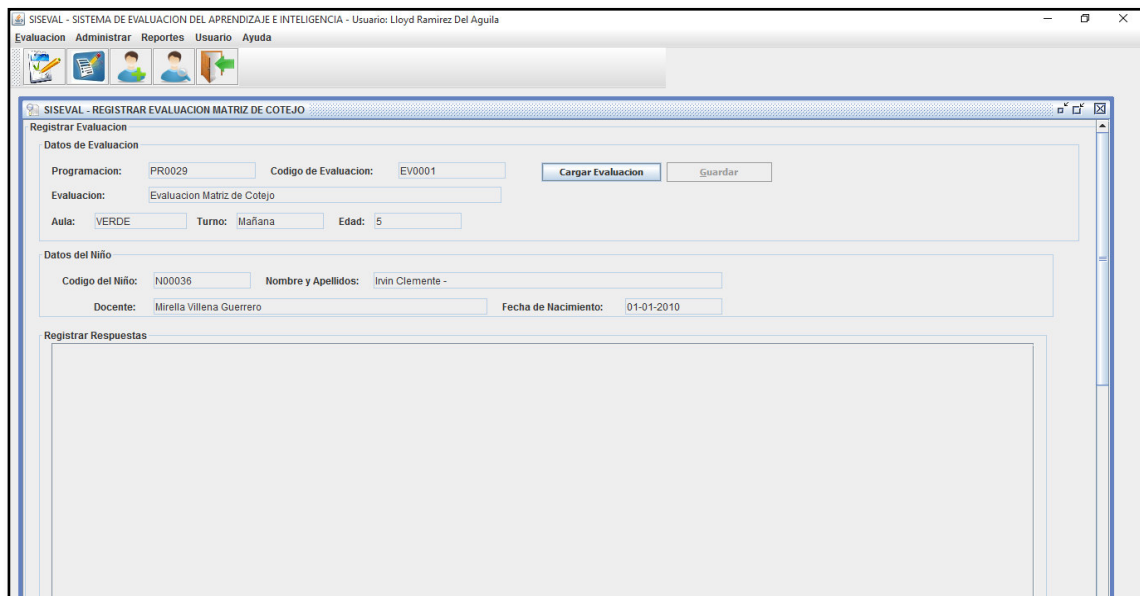 SISEVAL - SISTEMA DE EVALUACION DEL APRENDIZAJE E INTELIGENCIA - Usuario: Lloyd Ramirez Del Aguila
Evaluacion Administrar Reportes Usuario Ayuda
SISEVAL - REGISTRAR EVALUACION MATRIZ DE COTEJO
Registrar Evaluacion
Datos de Evaluacion
Programacion: PR0029 Codigo de Evaluacion: EV0001 Cargar Evaluacion Guardar
Evaluacion: Evaluacion Matriz de Cotejo
Aula: VERDE Turno: Mañana Edad: 5
Datos del Niño
Codigo del Niño: N00036 Nombre y Apellidos: Irvin Clemente -
Docente: Mirella Villena Guerrero Fecha de Nacimiento: 01-01-2010
Registrar Respuestas